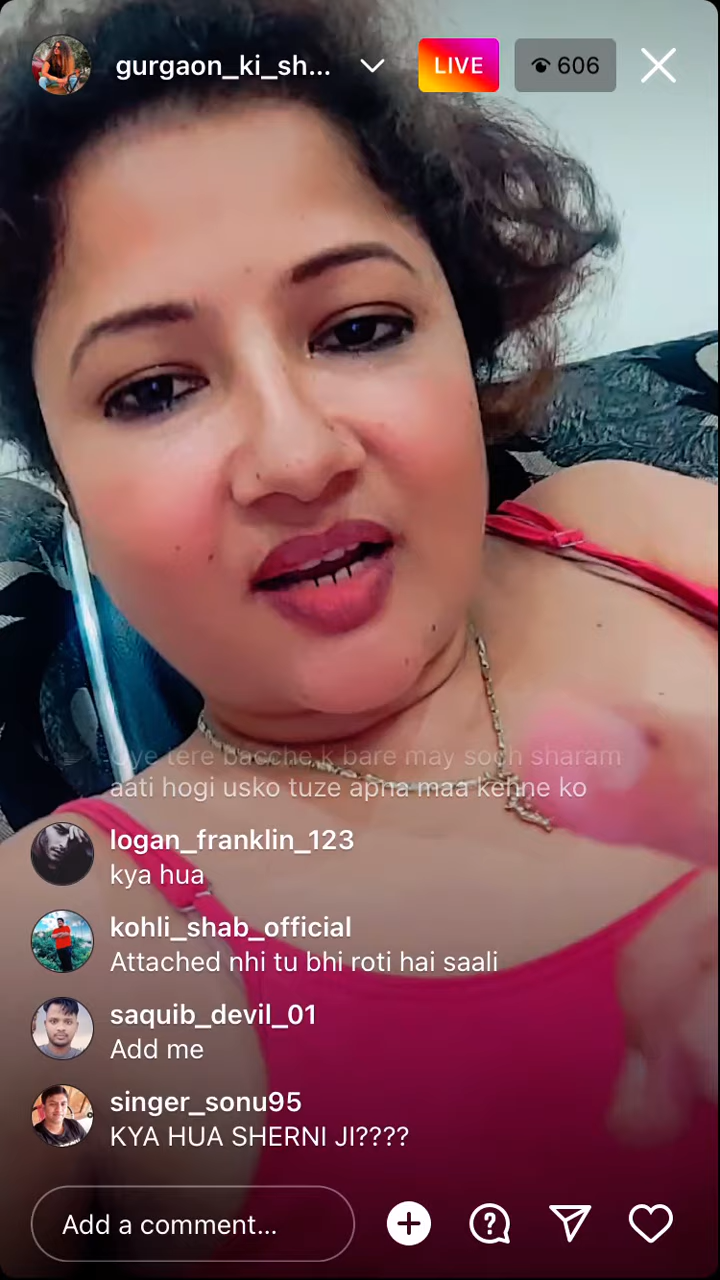 gurgaon_ki_sh...
LIVE
606
Oye tere bacche k bare may soch sharam
aati hogi usko tuze apna maa kehne ko
logan_franklin_123
kya hua
kohli_shab_official
Attached nhi tu bhi roti hai saali
saquib_devil_01
Add me
singer_sonu95
KYA HUA SHERNI JI????
Add a comment...